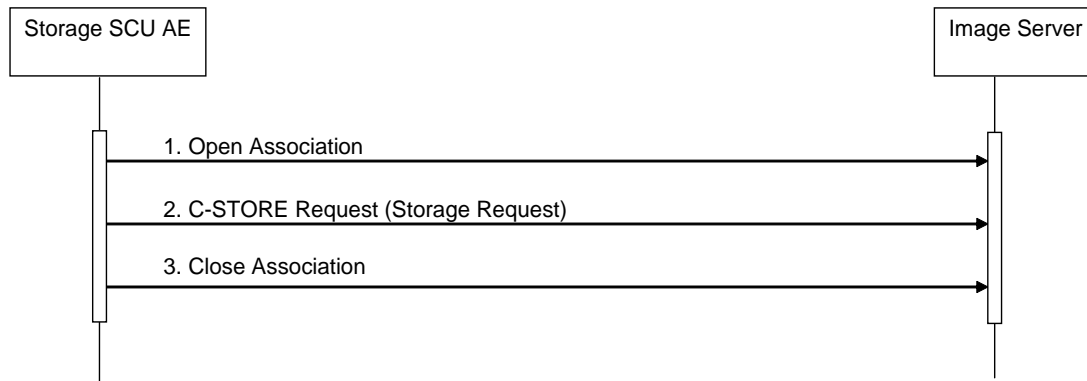 Storage SCU AE
Image Server
1. Open Association
2. C-STORE Request (Storage Request)
3. Close Association